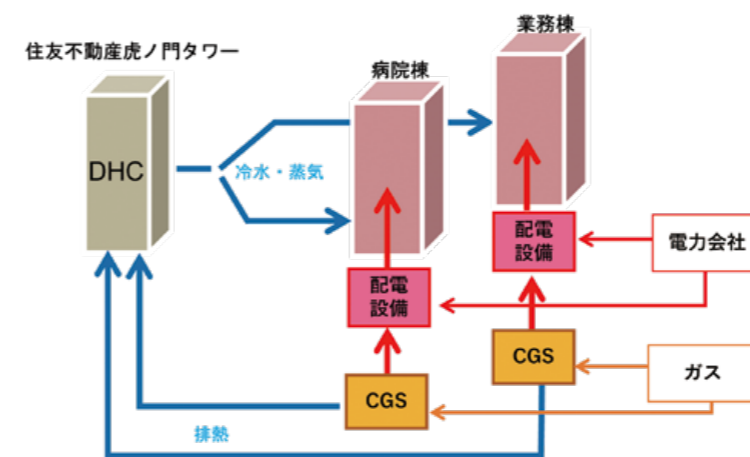 業務棟
住友不動産虎ノ門タワー
病院棟
DHC
冷水・蒸気
配電
設備
電力会社
配電
設備
CGS
ガス
CGS
排熱